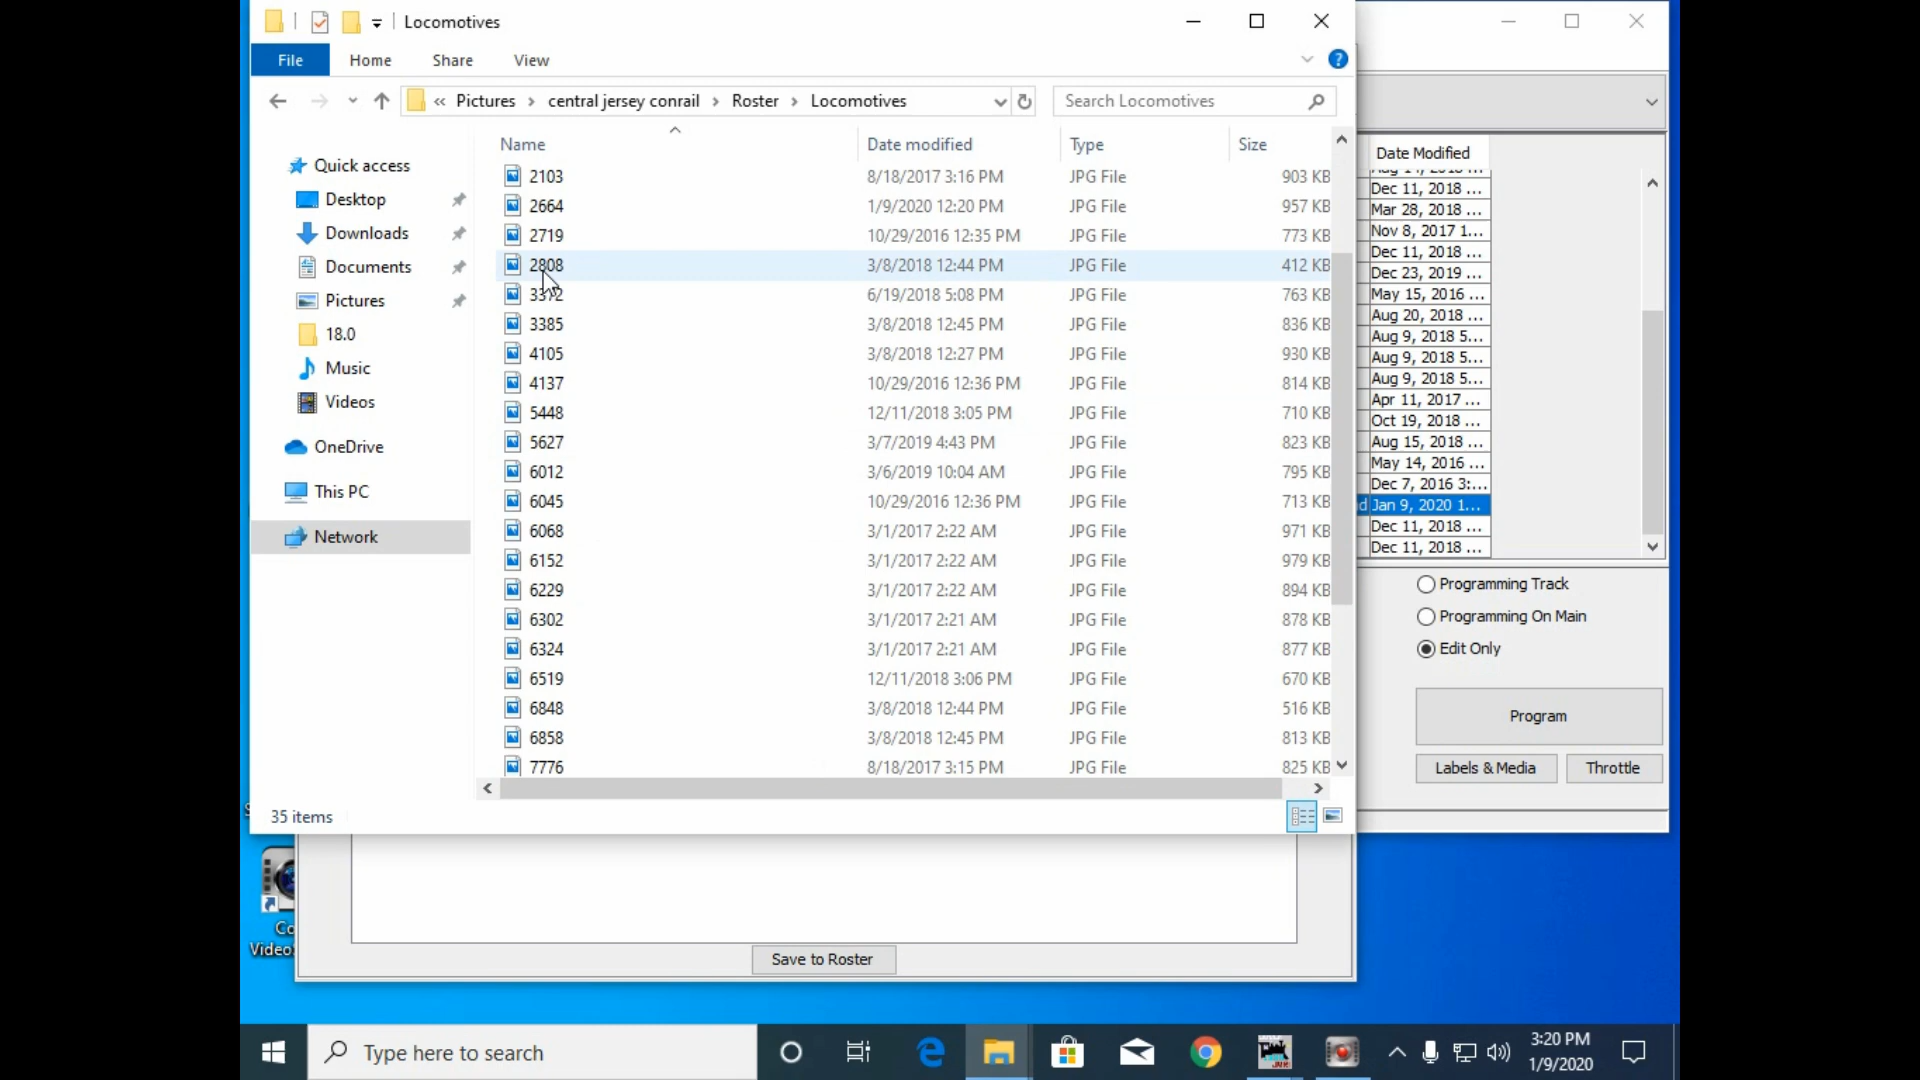 Locomotives
File Home Share View
« Pictures › central jersey conrail › Roster › Locomotives
Search Locomotives
Quick access
Desktop
Downloads
Documents
Pictures
18.0
Music
Videos
OneDrive
This PC
Network
Name Date modified Type Size
2103 8/18/2017 3:16 PM JPG File 903 KB
2664 1/9/2020 12:20 PM JPG File 957 KB
2719 10/29/2016 12:35 PM JPG File 773 KB
2808 3/8/2018 12:44 PM JPG File 412 KB
3372 6/19/2018 5:08 PM JPG File 763 KB
3385 3/8/2018 12:45 PM JPG File 836 KB
4105 3/8/2018 12:27 PM JPG File 930 KB
4137 10/29/2016 12:36 PM JPG File 814 KB
5448 12/11/2018 3:05 PM JPG File 710 KB
5627 3/7/2019 4:43 PM JPG File 823 KB
6012 3/6/2019 10:04 AM JPG File 795 KB
6045 10/29/2016 12:36 PM JPG File 713 KB
6068 3/1/2017 2:22 AM JPG File 971 KB
6152 3/1/2017 2:22 AM JPG File 979 KB
6229 3/1/2017 2:22 AM JPG File 894 KB
6302 3/1/2017 2:21 AM JPG File 878 KB
6324 3/1/2017 2:21 AM JPG File 877 KB
6519 12/11/2018 3:06 PM JPG File 670 KB
6848 3/8/2018 12:44 PM JPG File 516 KB
6858 3/8/2018 12:45 PM JPG File 813 KB
7776 8/18/2017 3:15 PM JPG File 825 KB
35 items
Date Modified
Dec 11, 2018 ...
Mar 28, 2018 ...
Nov 8, 2017 1...
Dec 11, 2018 ...
Dec 23, 2019 ...
May 15, 2016 ...
Aug 20, 2018 ...
Aug 9, 2018 5...
Aug 9, 2018 5...
Aug 9, 2018 5...
Apr 11, 2017 ...
Oct 19, 2018 ...
Aug 15, 2018 ...
May 14, 2016 ...
Dec 7, 2016 3:...
d Jan 9, 2020 1...
Dec 11, 2018 ...
Dec 11, 2018 ...
Programming Track
Programming On Main
Edit Only
Program
Labels & Media Throttle
Co
Video
Save to Roster
Type here to search
3:20 PM
1/9/2020